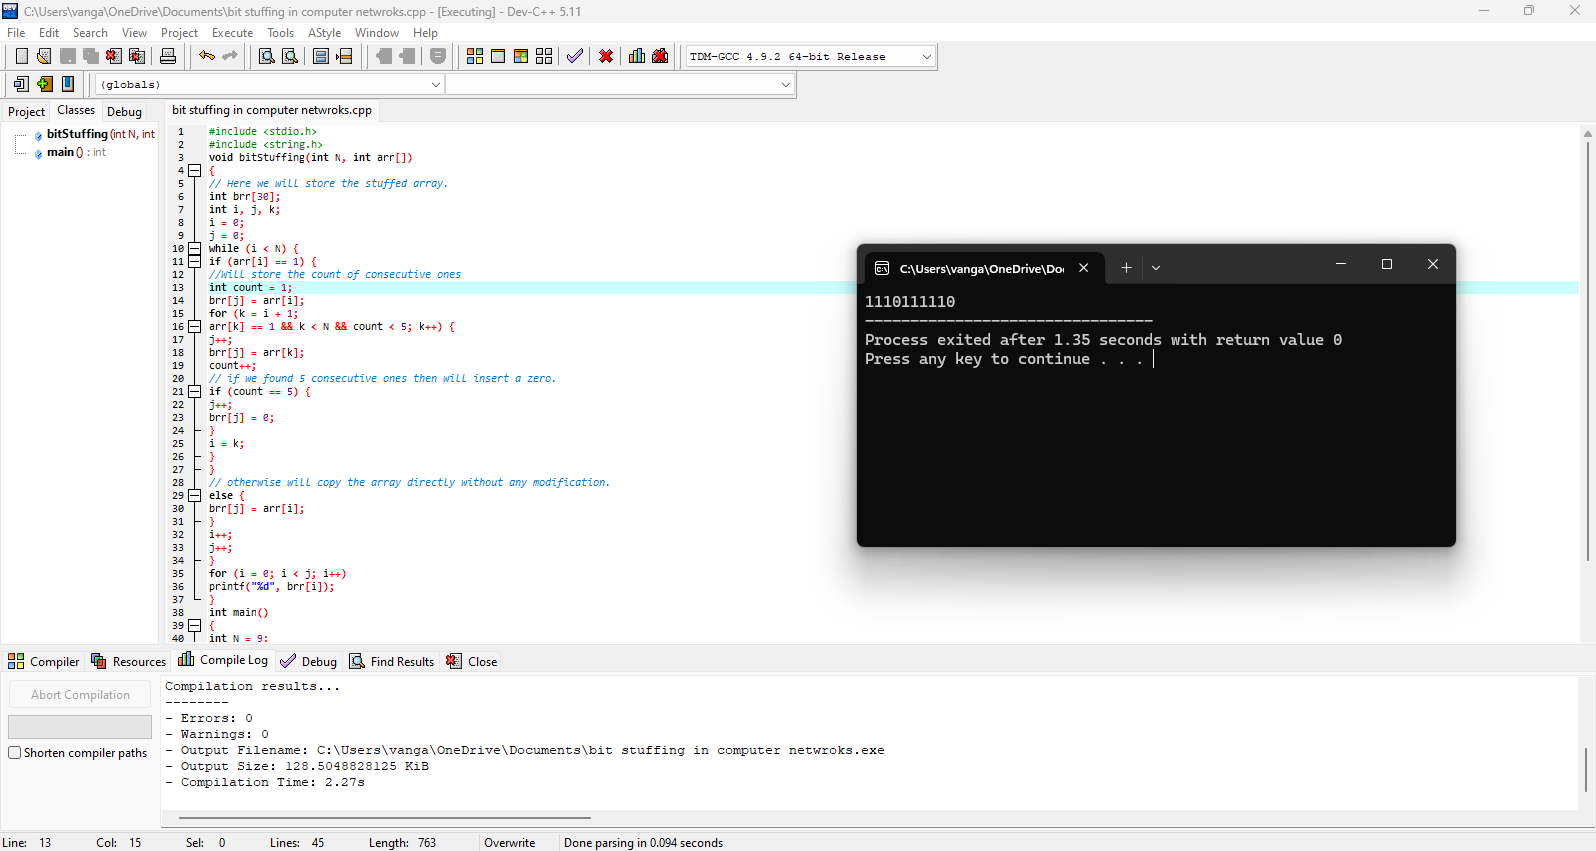 C:\Users\vanga\OneDrive\Documents\bit stuffing in computer netwroks.cpp - [Executing] - Dev-C++ 5.11
File Edit Search View Project Execute Tools AStyle Window Help
TDM-GCC 4.9.2 64-bit Release
(globals)
Project Classes Debug
bitStuffing (int N, int
main () : int
bit stuffing in computer netwroks.cpp
1 #include <stdio.h>
2 #include <string.h>
3 void bitStuffing(int N, int arr[])
4 {
5 // Here we will store the stuffed array.
6 int brr[30];
7 int i, j, k;
8 i = 0;
9 j = 0;
10 while (i < N) {
11 if (arr[i] == 1) {
12 //Will store the count of consecutive ones
13 int count = 1;
14 brr[j] = arr[i];
15 for (k = i + 1;
16 arr[k] == 1 && k < N && count < 5; k++) {
17 j++;
18 brr[j] = arr[k];
19 count++;
20 // if we found 5 consecutive ones then will insert a zero.
21 if (count == 5) {
22 j++;
23 brr[j] = 0;
24 }
25 i = k;
26 }
27 }
28 // otherwise will copy the array directly without any modification.
29 else {
30 brr[j] = arr[i];
31 }
32 i++;
33 j++;
34 }
35 for (i = 0; i < j; i++)
36 printf("%d", brr[i]);
37 }
38 int main()
39 {
40 int N = 9;
C:\Users\vanga\OneDrive\Do
1110111110
--------------------------------
Process exited after 1.35 seconds with return value 0
Press any key to continue . . .
Compiler Resources Compile Log Debug Find Results Close
Abort Compilation
Shorten compiler paths
Compilation results...
--------
- Errors: 0
- Warnings: 0
- Output Filename: C:\Users\vanga\OneDrive\Documents\bit stuffing in computer netwroks.exe
- Output Size: 128.5048828125 KiB
- Compilation Time: 2.27s
Line: 13 Col: 15 Sel: 0 Lines: 45 Length: 763 Overwrite Done parsing in 0.094 seconds